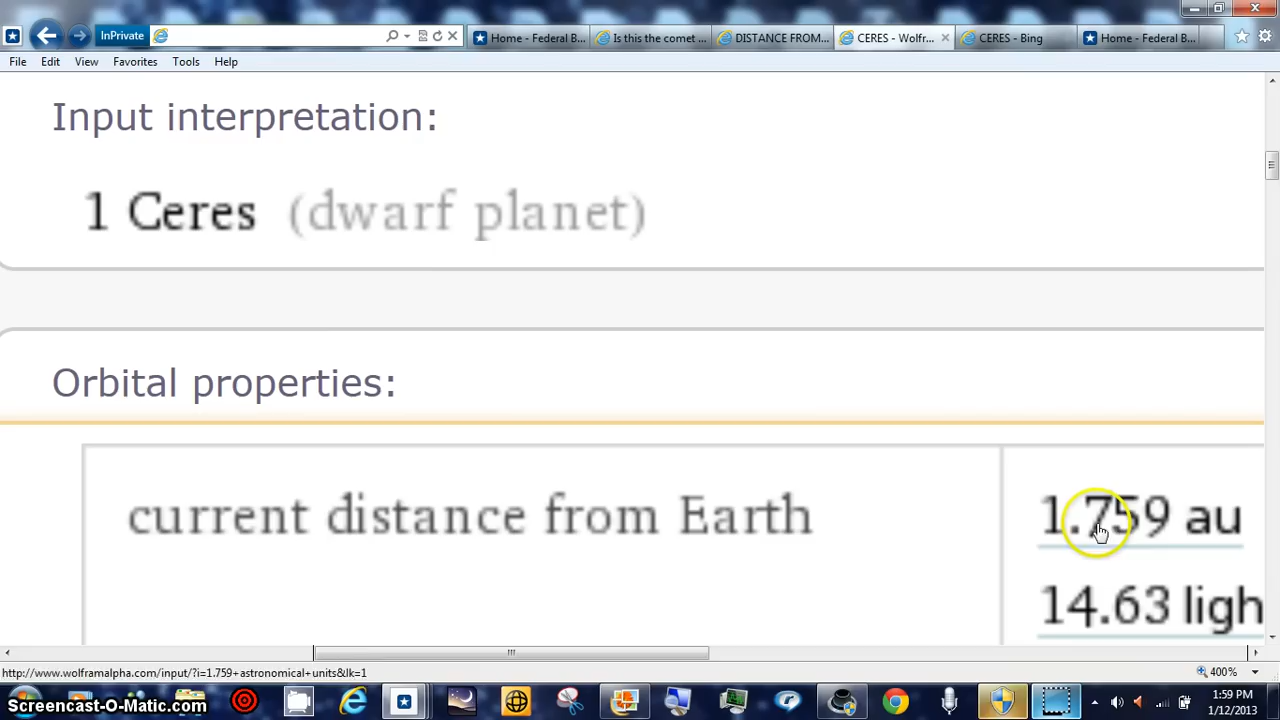 InPrivate
Home - Federal B...
Is this the comet ...
DISTANCE FROM...
CERES - Wolfr...
CERES - Bing
Home - Federal B...
File Edit View Favorites Tools Help
Input interpretation:
1 Ceres (dwarf planet)
Orbital properties:
current distance from Earth
1.759 au
14.63 ligh
http://www.wolframalpha.com/input/?i=1.759+astronomical+units&lk=1
400%
Screencast-O-Matic.com
1:59 PM
1/12/2013